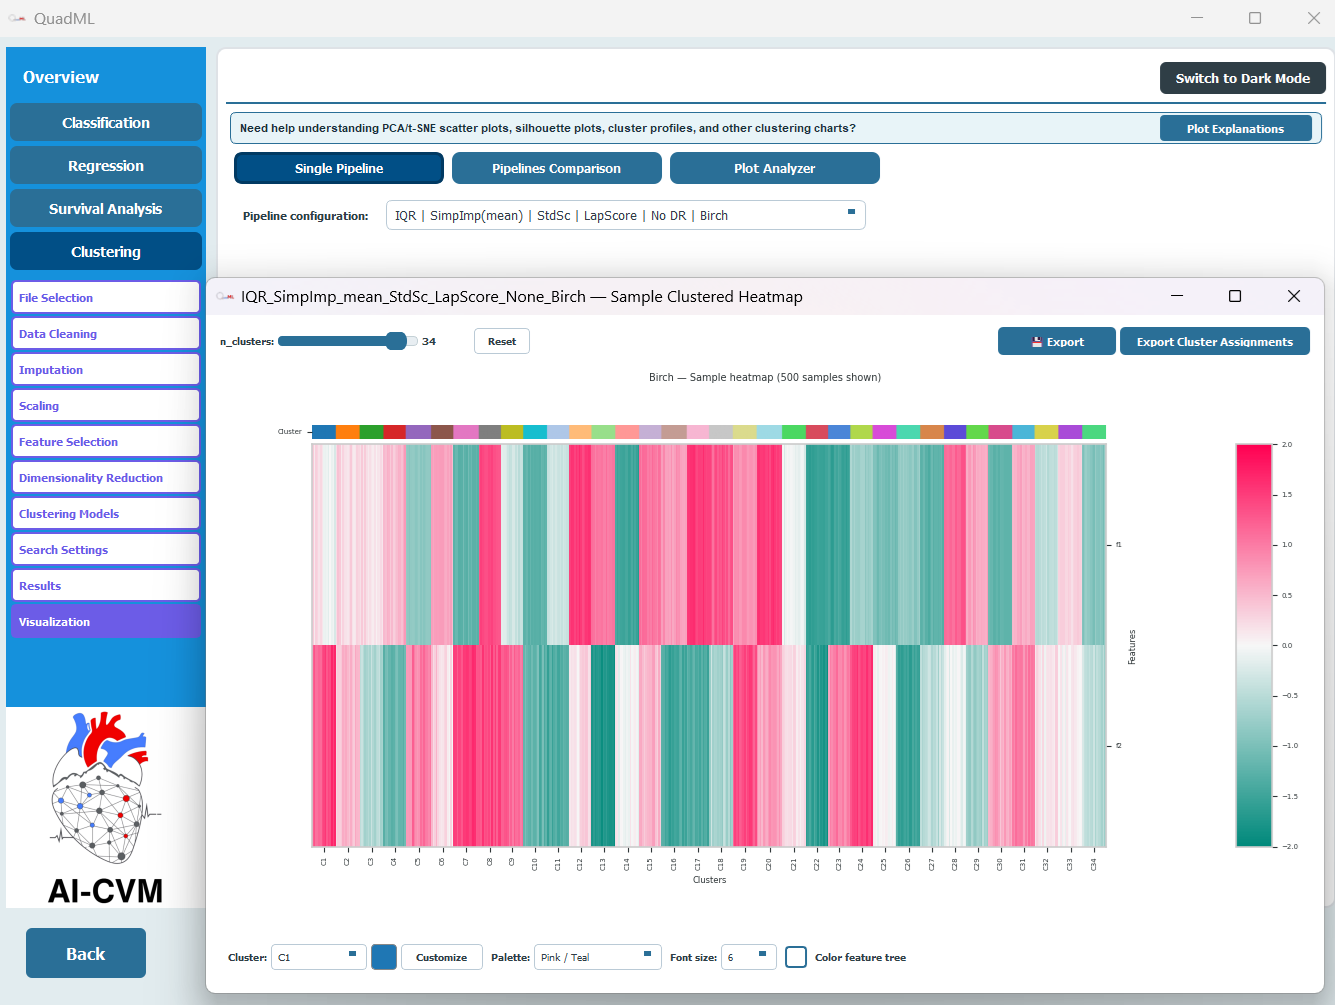 QuadML
Overview
Classification
Regression
Survival Analysis
Clustering
File Selection
Data Cleaning
Imputation
Scaling
Feature Selection
Dimensionality Reduction
Clustering Models
Search Settings
Results
Visualization
AI-CVM
Back
Switch to Dark Mode
Need help understanding PCA/t-SNE scatter plots, silhouette plots, cluster profiles, and other clustering charts?
Plot Explanations
Single Pipeline
Pipelines Comparison
Plot Analyzer
Pipeline configuration:
IQR | SimpImp(mean) | StdSc | LapScore | No DR | Birch
IQR_SimpImp_mean_StdSc_LapScore_None_Birch — Sample Clustered Heatmap
n_clusters:
34
Reset
Export
Export Cluster Assignments
Birch — Sample heatmap (500 samples shown)
Cluster
f1
f2
Features
2.0
1.5
1.0
0.5
0.0
−0.5
−1.0
−1.5
−2.0
C1
C2
C3
C4
C5
C6
C7
C8
C9
C10
C11
C12
C13
C14
C15
C16
C17
C18
C19
C20
C21
C22
C23
C24
C25
C26
C27
C28
C29
C30
C31
C32
C33
C34
Clusters
Cluster:
C1
Customize
Palette:
Pink / Teal
Font size:
6
Color feature tree